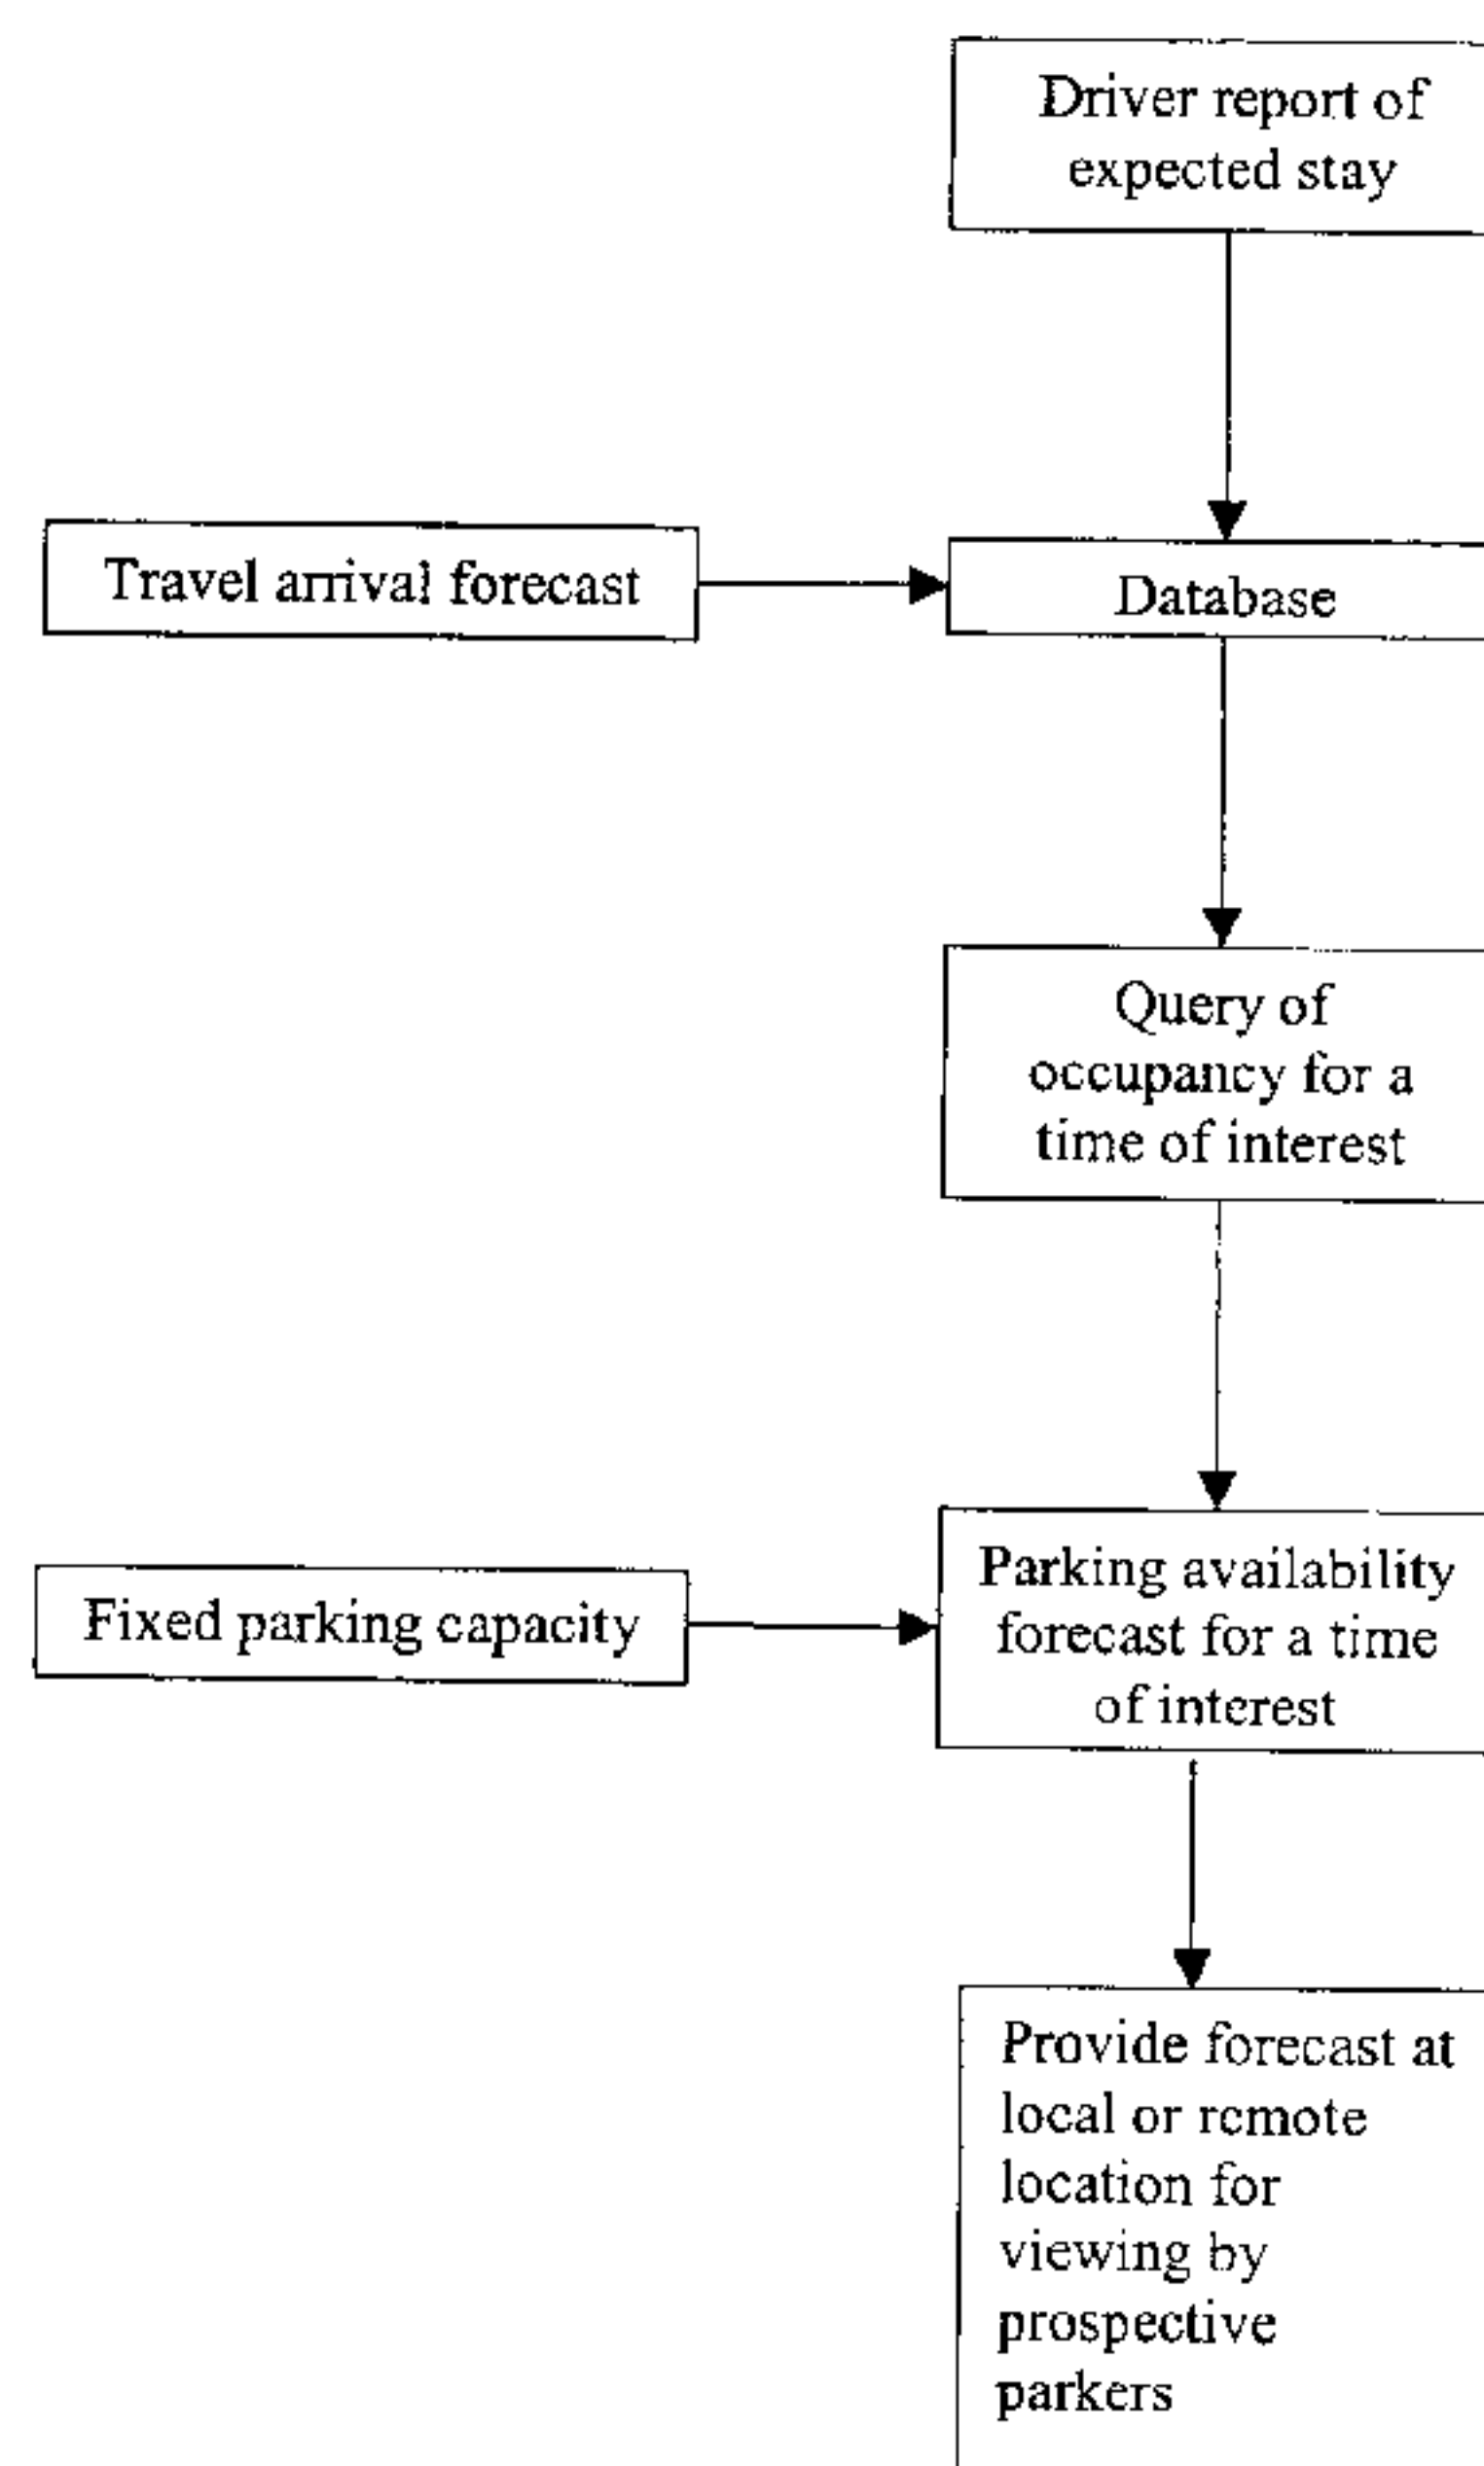 Driver report of
expected stay
Travel arrival forecast
Database
Query of
occupancy for a
time of interest
Fixed parking capacity
Parking availability
forecast for a time
of interest
Provide forecast at
local or remote
location for
viewing by
prospective
parkers